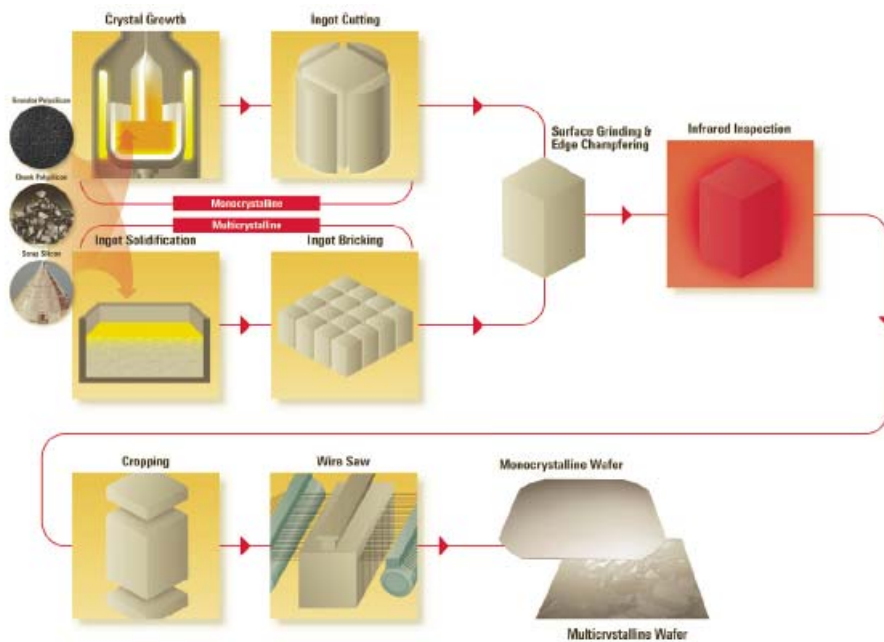 Crystal Growth
Ingot Cutting
Granular Polysilicon
Chunk Polysilicon
Scrap Silicon
Monocrystalline
Multicrystalline
Ingot Solidification
Ingot Bricking
Surface Grinding &
Edge Champfering
Infrared Inspection
Cropping
Wire Saw
Monocrystalline Wafer
Multicrystalline Wafer